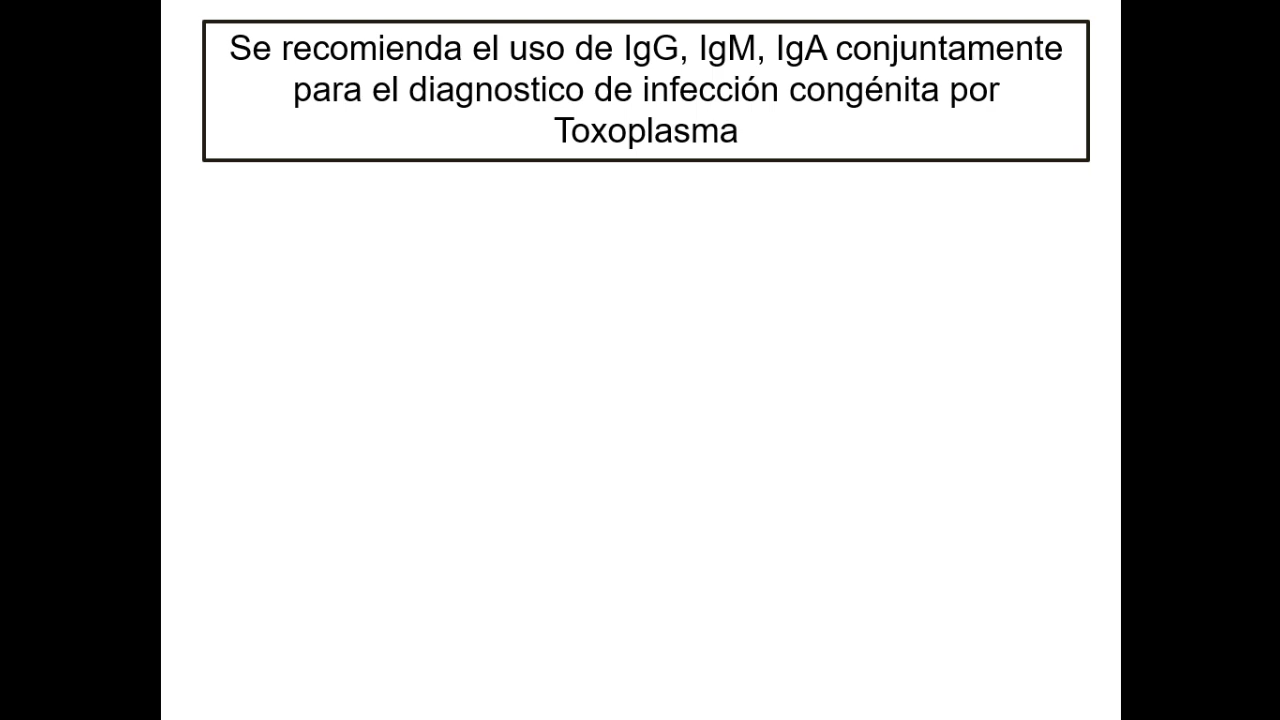 Se recomienda el uso de IgG, IgM, IgA conjuntamente
para el diagnostico de infección congénita por
Toxoplasma